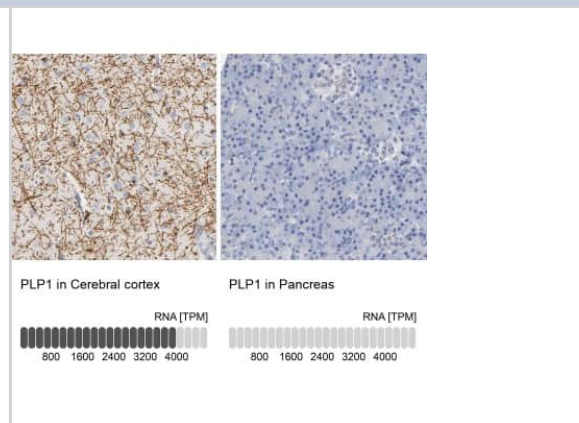 PLP1 in Cerebral cortex
RNA [TPM]
800 1600 2400 3200 4000
PLP1 in Pancreas
RNA [TPM]
800 1600 2400 3200 4000